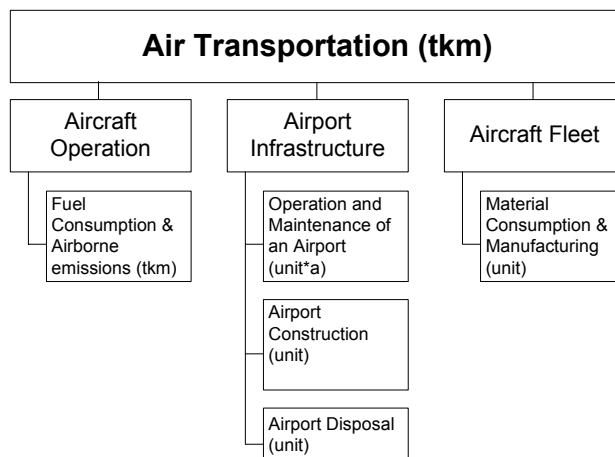 Air Transportation (tkm)
Aircraft
Operation
Airport
Infrastructure
Aircraft Fleet
Fuel
Consumption &
Airborne
emissions (tkm)
Operation and
Maintenance of
an Airport
(unit*a)
Material
Consumption &
Manufacturing
(unit)
Airport
Construction
(unit)
Airport Disposal
(unit)